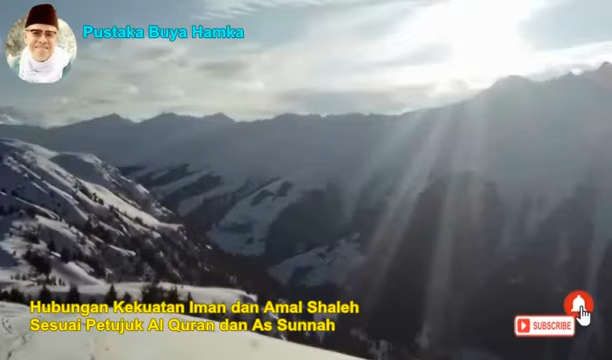 Pustaka Buya Hamka
Hubungan Kekuatan Iman dan Amal Shaleh
Sesuai Petujuk Al Quran dan As Sunnah
SUBSCRIBE